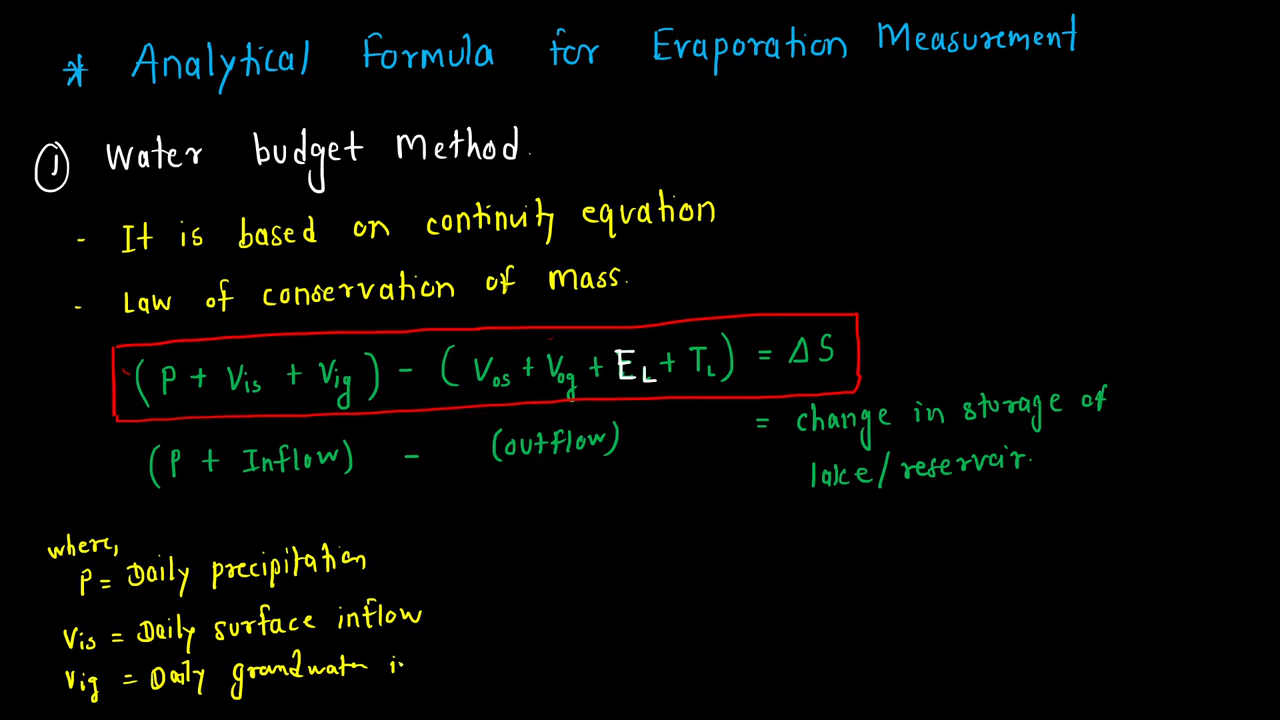 * Analytical Formula for Evaporation Measurement
① Water budget Method.
- It is based on continuity equation
- Law of conservation of mass.
(P + Vis + Vig) - (Vos + Vog + EL + TL) = ΔS
(P + Inflow) - (outflow) = change in storage of lake/reservoir.
where,
P = Daily precipitation
Vis = Daily surface inflow
Vig = Daily groundwater i